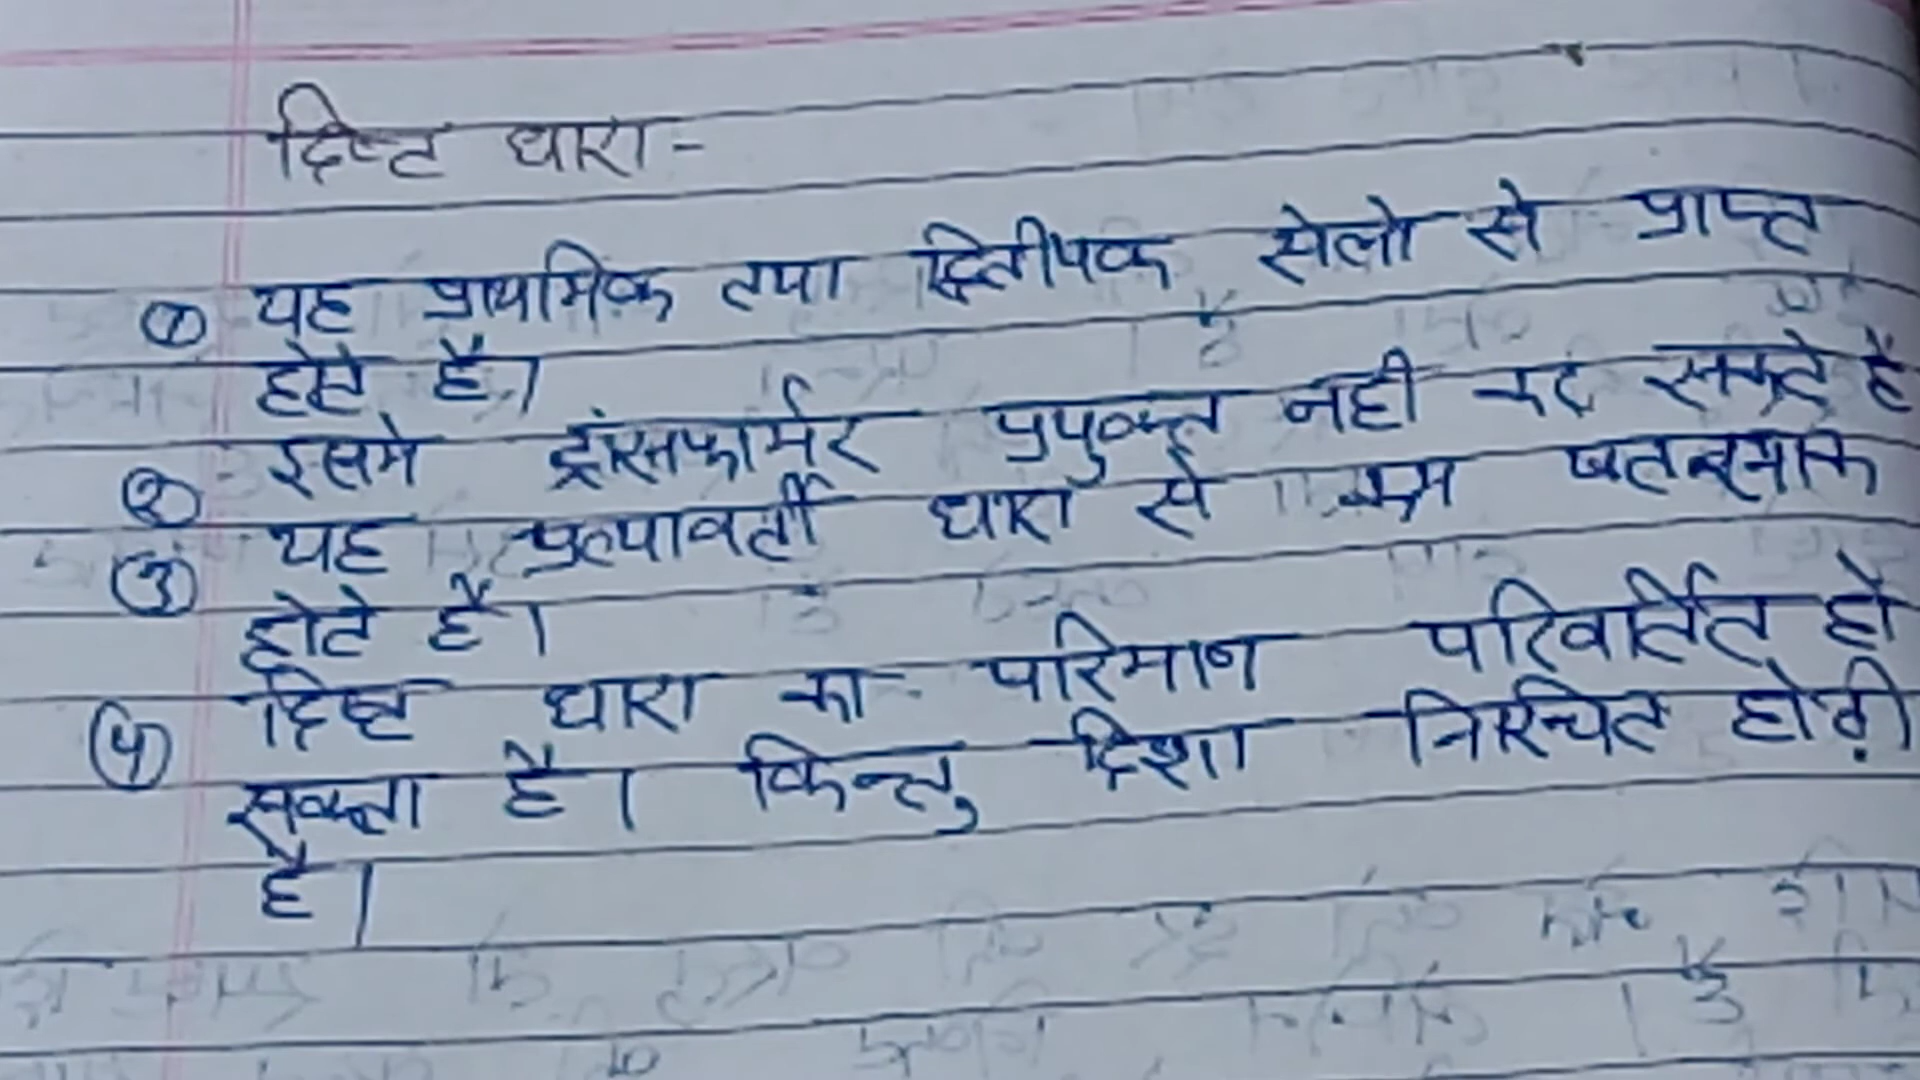 दिष्ट धारा -
① यह प्राथमिक तथा द्वितीयक सेलो से प्राप्त
होते है।
② इसमे ट्रांसफार्मर प्रयुक्त नही कर सकते है
③ यह प्रत्यावर्ती धारा से कम खतरनाक
होते है।
④ दिष्ट धारा का परिमाण परिवर्तित हो
सकता है। किन्तु दिशा निश्चित होती
है।